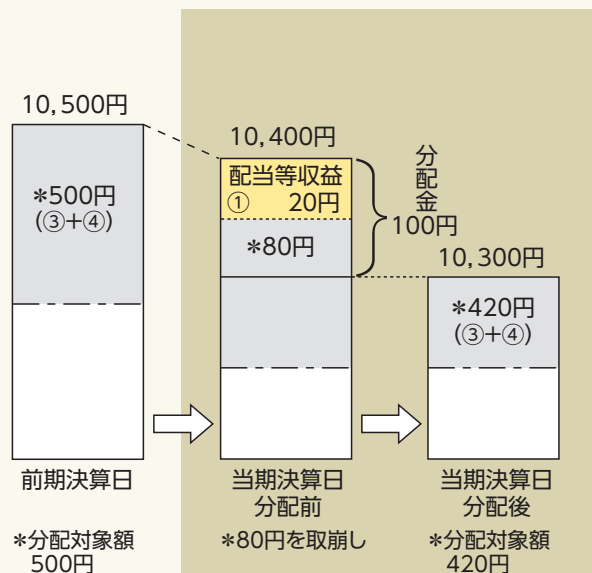 10,500円
*500円
(③+④)
前期決算日
*分配対象額
500円
10,400円
配当等収益
① 20円
*80円
分配金
100円
当期決算日
分配前
*80円を取崩し
10,300円
*420円
(③+④)
当期決算日
分配後
*分配対象額
420円